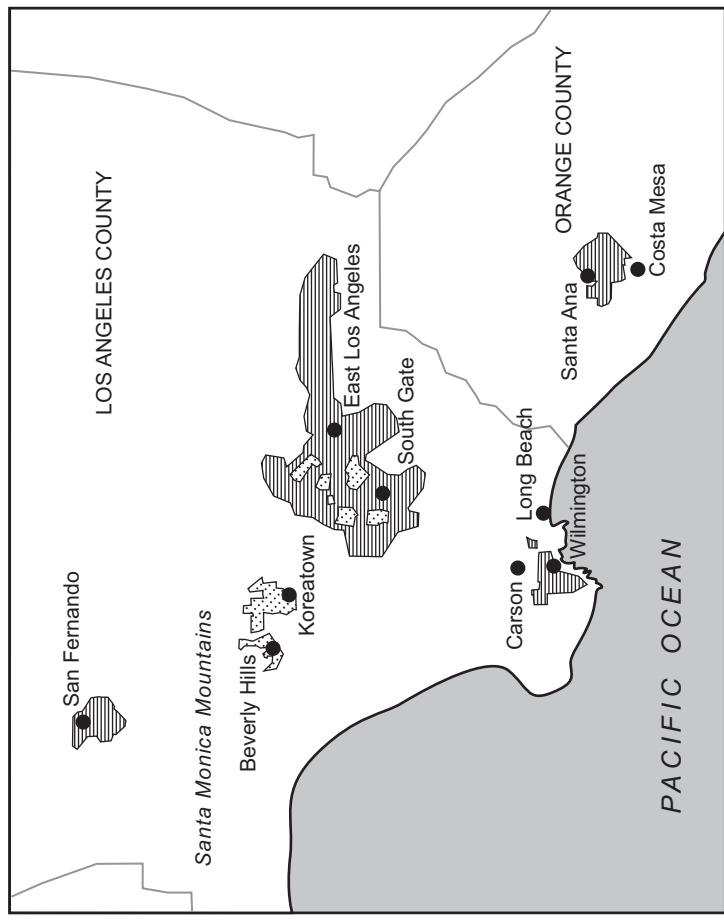 LOS ANGELES COUNTY
San Fernando
Santa Monica Mountains
Beverly Hills
Koreatown
East Los Angeles
South Gate
ORANGE COUNTY
Carson
Long Beach
Wilmington
Santa Ana
Costa Mesa
PACIFIC OCEAN